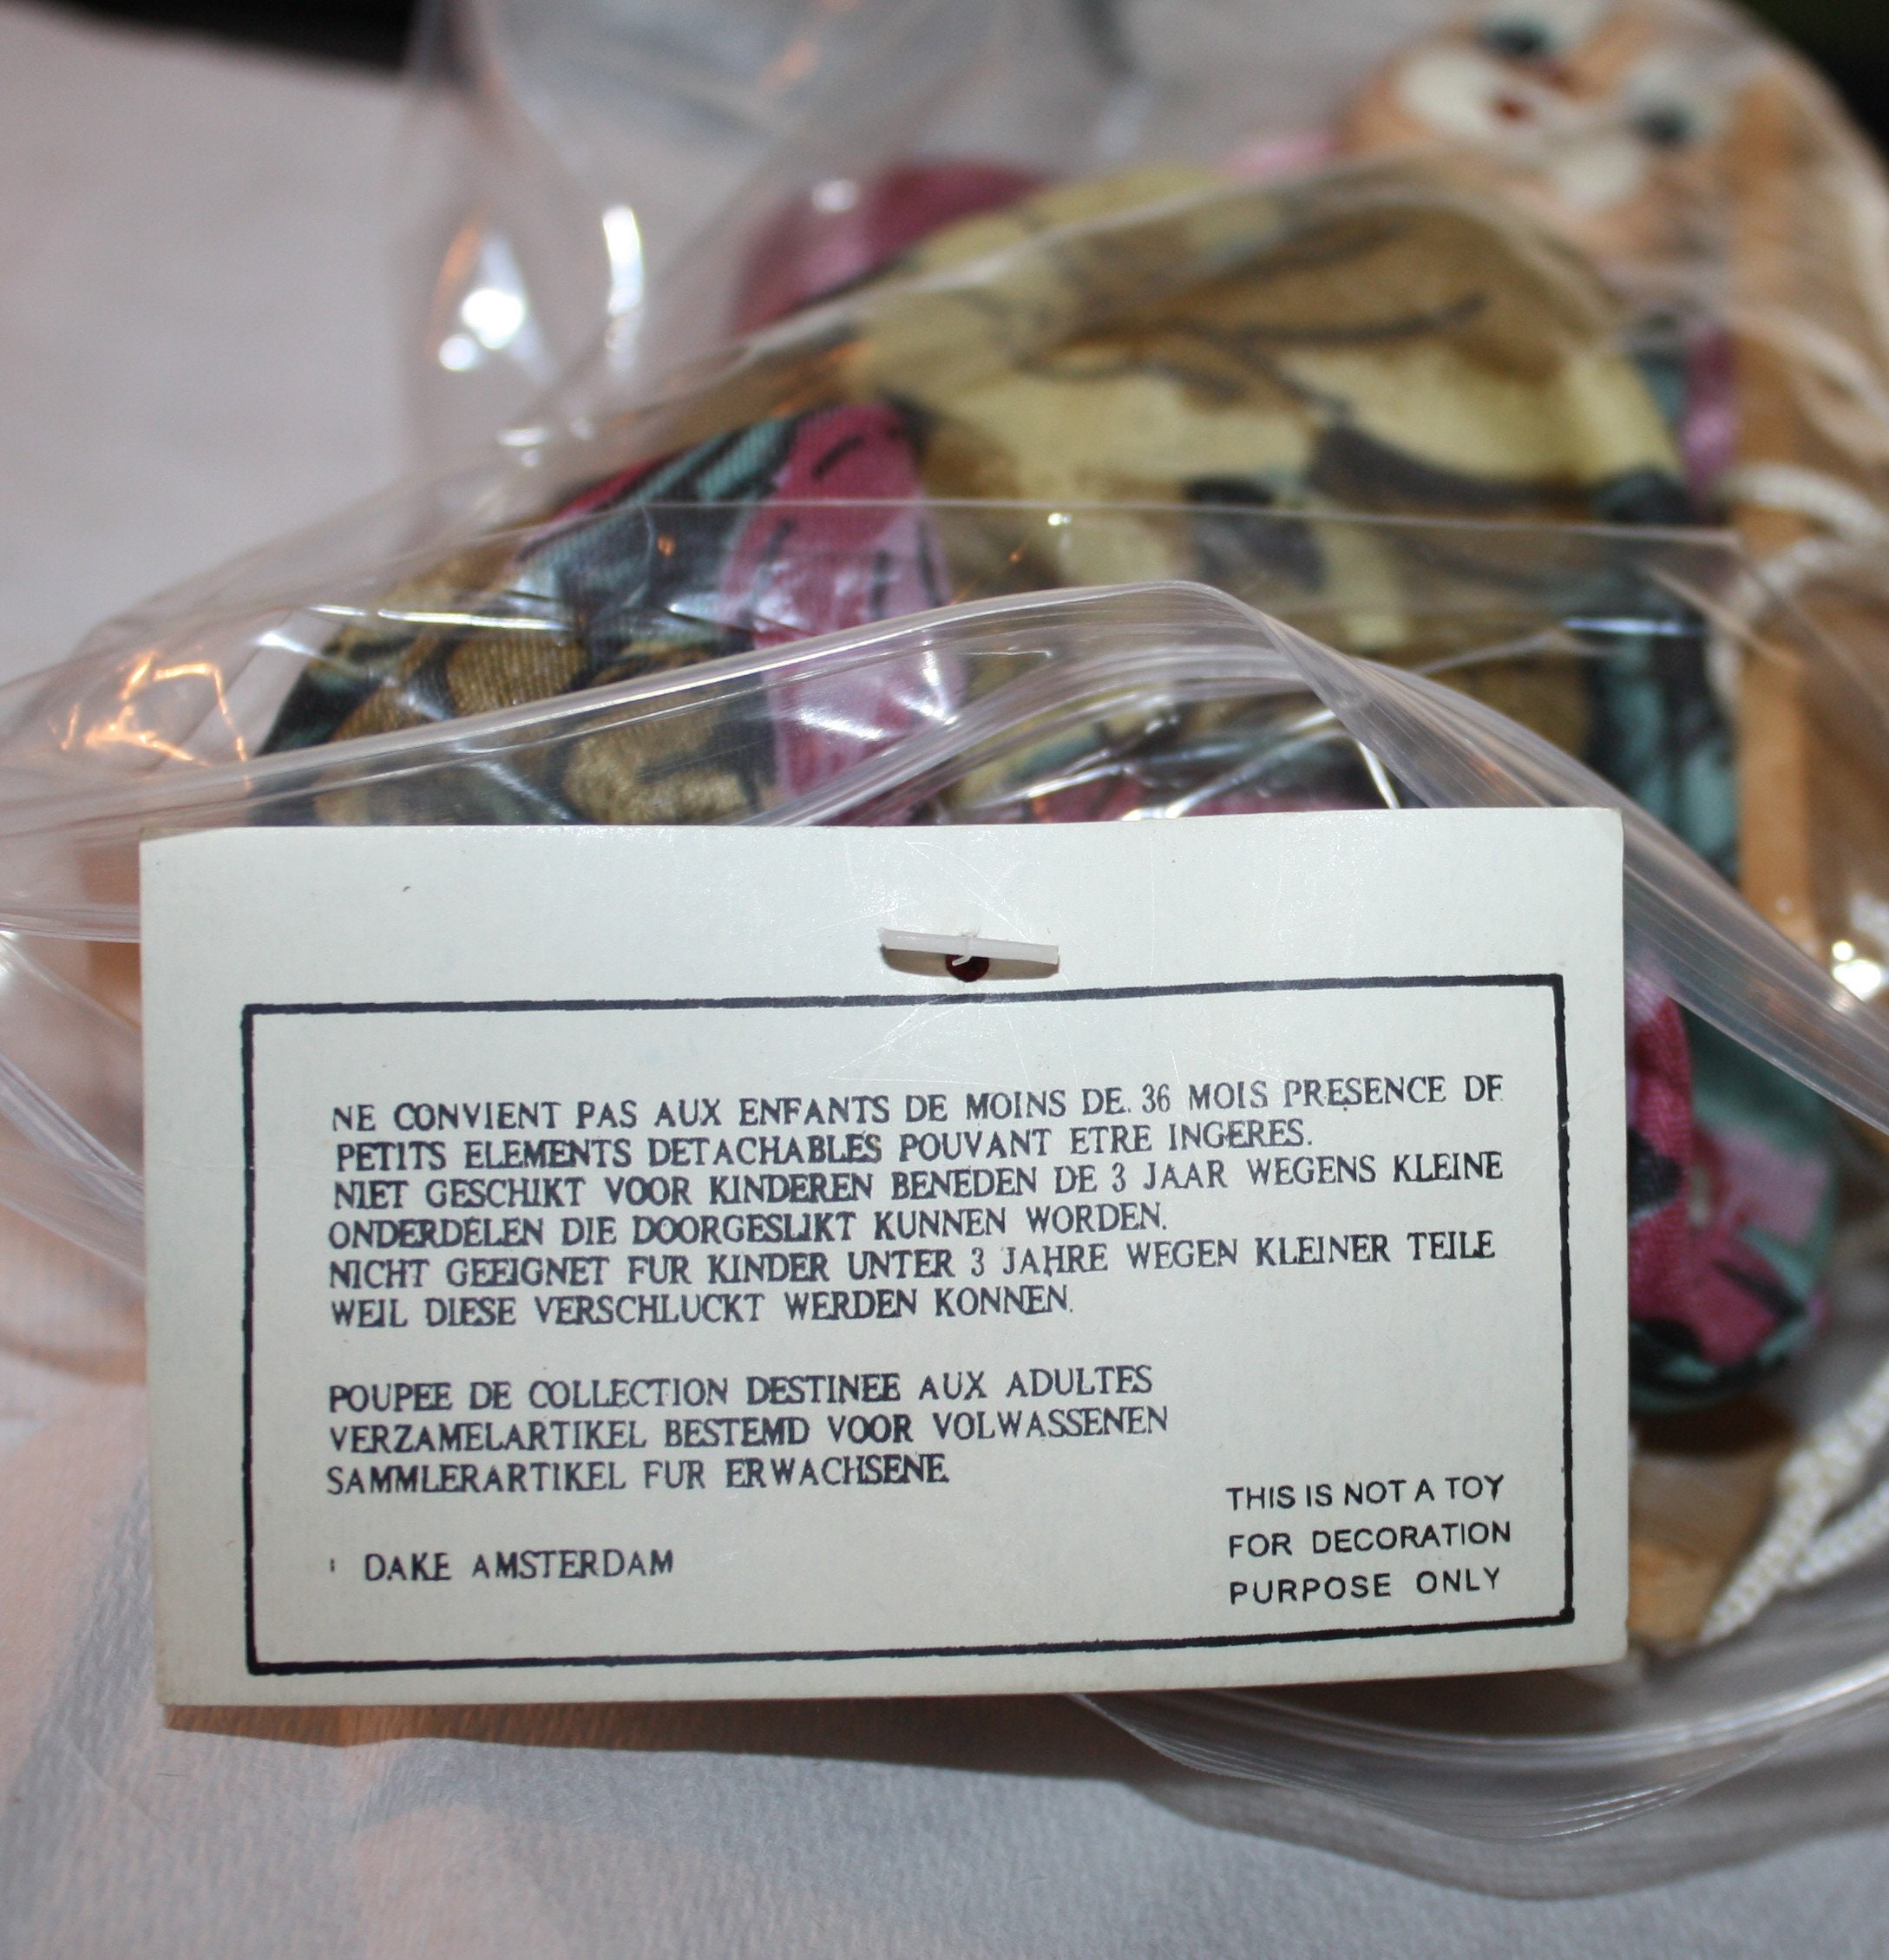 NE CONVIENT PAS AUX ENFANTS DE MOINS DE. 36 MOIS PRESENCE DE
PETITS ELEMENTS DETACHABLES POUVANT ETRE INGERES.
NIET GESCHIKT VOOR KINDEREN BENEDEN DE 3 JAAR WEGENS KLEINE
ONDERDELEN DIE DOORGESLIKT KUNNEN WORDEN.
NICHT GEEIGNET FUR KINDER UNTER 3 JAHRE WEGEN KLEINER TEILE
WEIL DIESE VERSCHLUCKT WERDEN KONNEN.
POUPEE DE COLLECTION DESTINEE AUX ADULTES
VERZAMELARTIKEL BESTEMD VOOR VOLWASSENEN
SAMMLERARTIKEL FUR ERWACHSENE
DAKE AMSTERDAM
THIS IS NOT A TOY
FOR DECORATION
PURPOSE ONLY